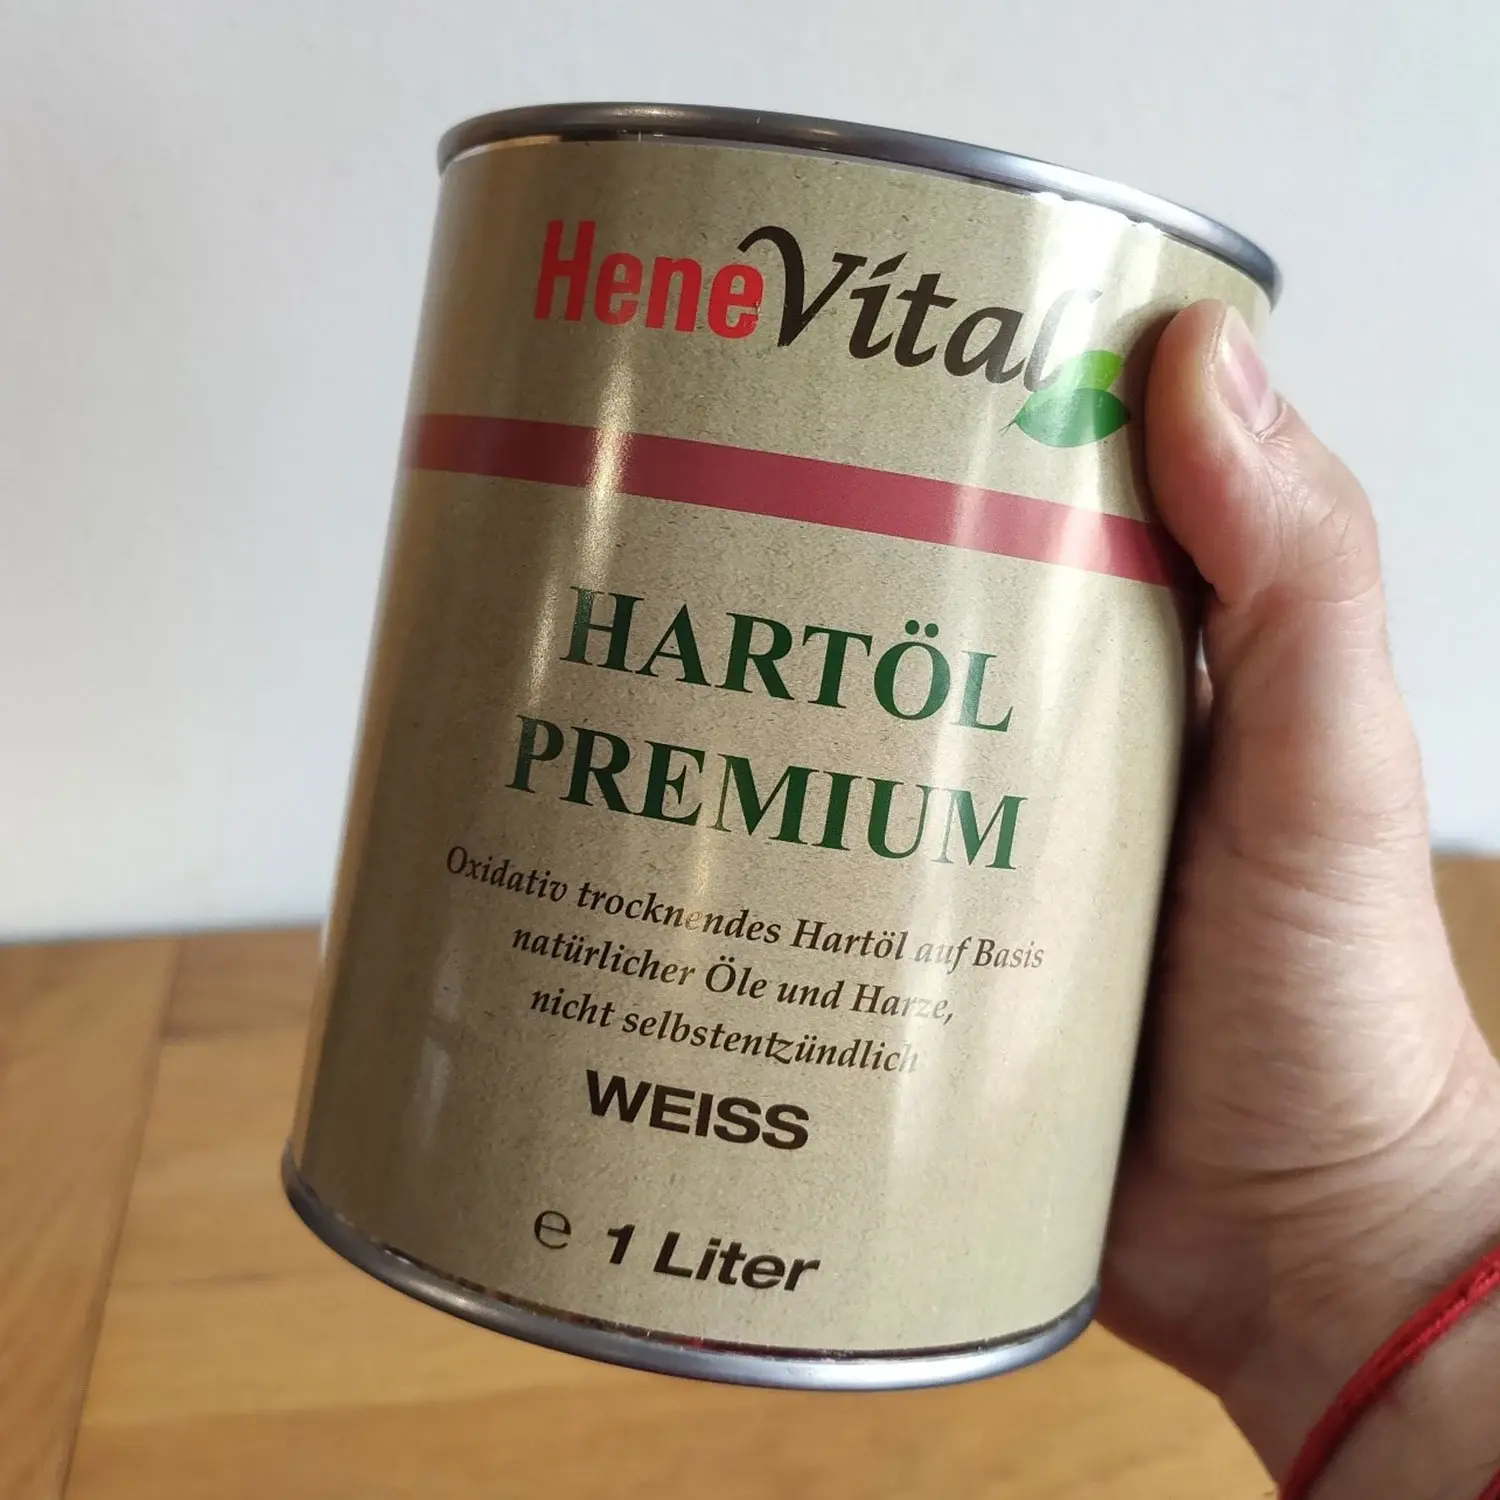 HeneVital
HARTÖL
PREMIUM
Oxidativ trocknendes Hartöl auf Basis
natürlicher Öle und Harze,
nicht selbstentzündlich
WEISS
℮ 1 Liter